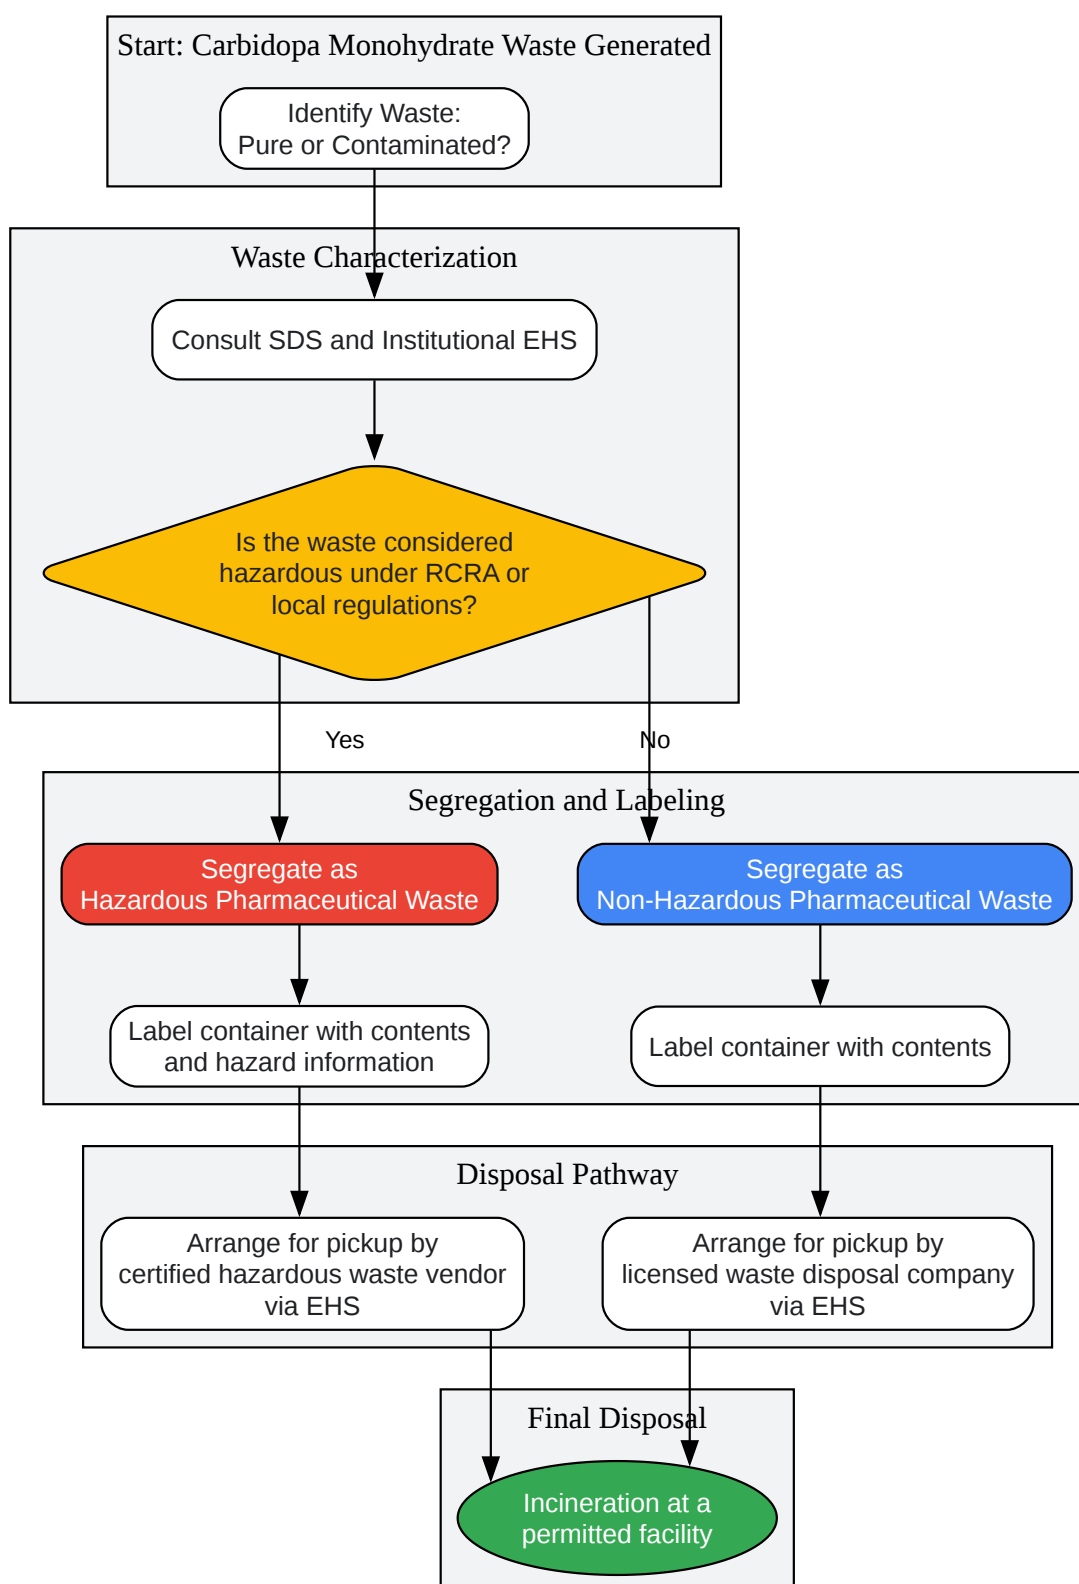 Start: Carbidopa Monohydrate Waste Generated
Identify Waste:
Pure or Contaminated?
Waste Characterization
Consult SDS and Institutional EHS
Is the waste considered
hazardous under RCRA or
local regulations?
Yes
No
Segregation and Labeling
Segregate as
Hazardous Pharmaceutical Waste
Segregate as
Non-Hazardous Pharmaceutical Waste
Label container with contents
and hazard information
Label container with contents
Disposal Pathway
Arrange for pickup by
certified hazardous waste vendor
via EHS
Arrange for pickup by
licensed waste disposal company
via EHS
Final Disposal
Incineration at a
permitted facility